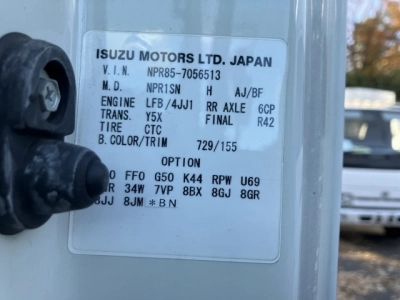 ISUZU MOTORS LTD. JAPAN
V.I.N. NPR85-7056513
M.D. NPR1SN H AJ/BF
ENGINE LFB/4JJ1 RR AXLE 6CP
TRANS. Y5X FINAL R42
TIRE CTC
B.COLOR/TRIM 729/155
OPTION
FF0 G50 K44 RPW U69
34W 7VP 8BX 8GJ 8GR
8JM *BN